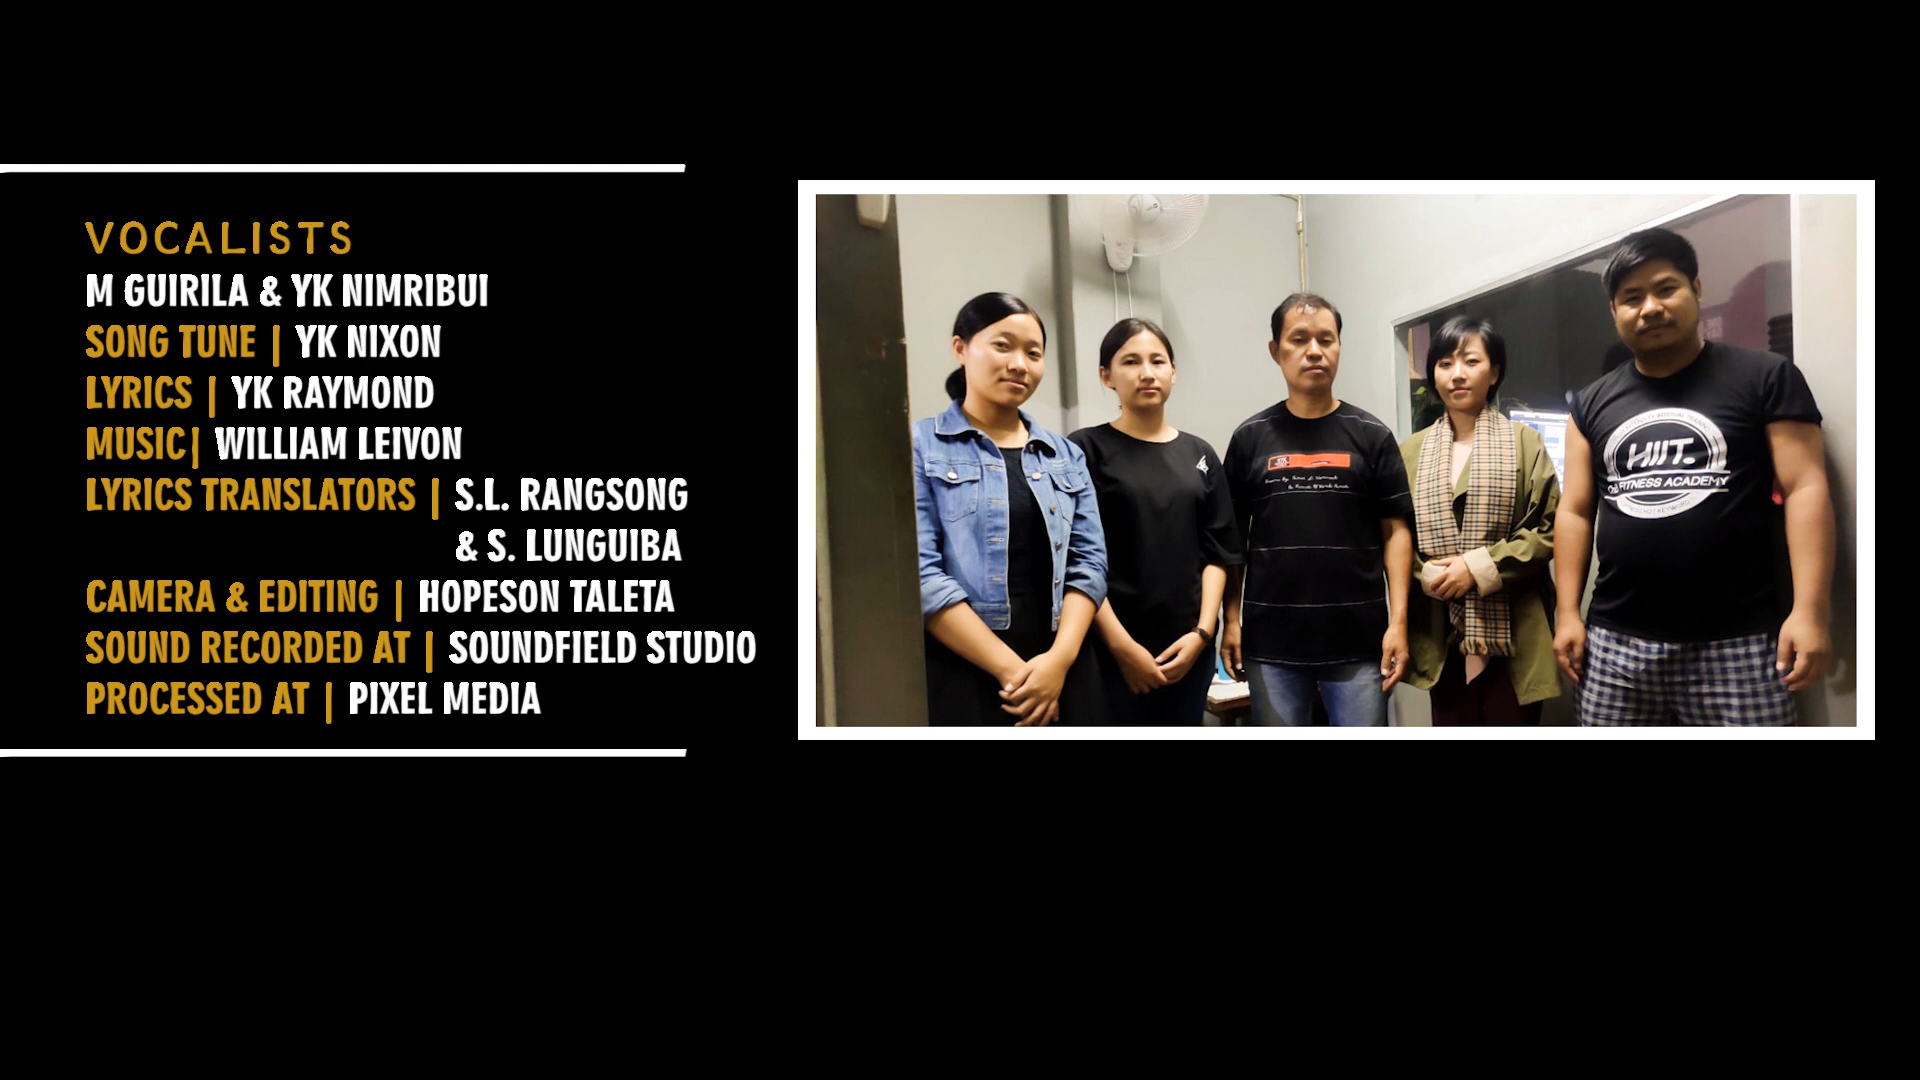 VOCALISTS
M GUIRILA & YK NIMRIBUI
SONG TUNE | YK NIXON
LYRICS | YK RAYMOND
MUSIC| WILLIAM LEIVON
LYRICS TRANSLATORS | S.L. RANGSONG
& S. LUNGUIBA
CAMERA & EDITING | HOPESON TALETA
SOUND RECORDED AT | SOUNDFIELD STUDIO
PROCESSED AT | PIXEL MEDIA
HIIT.
FITNESS ACADEMY